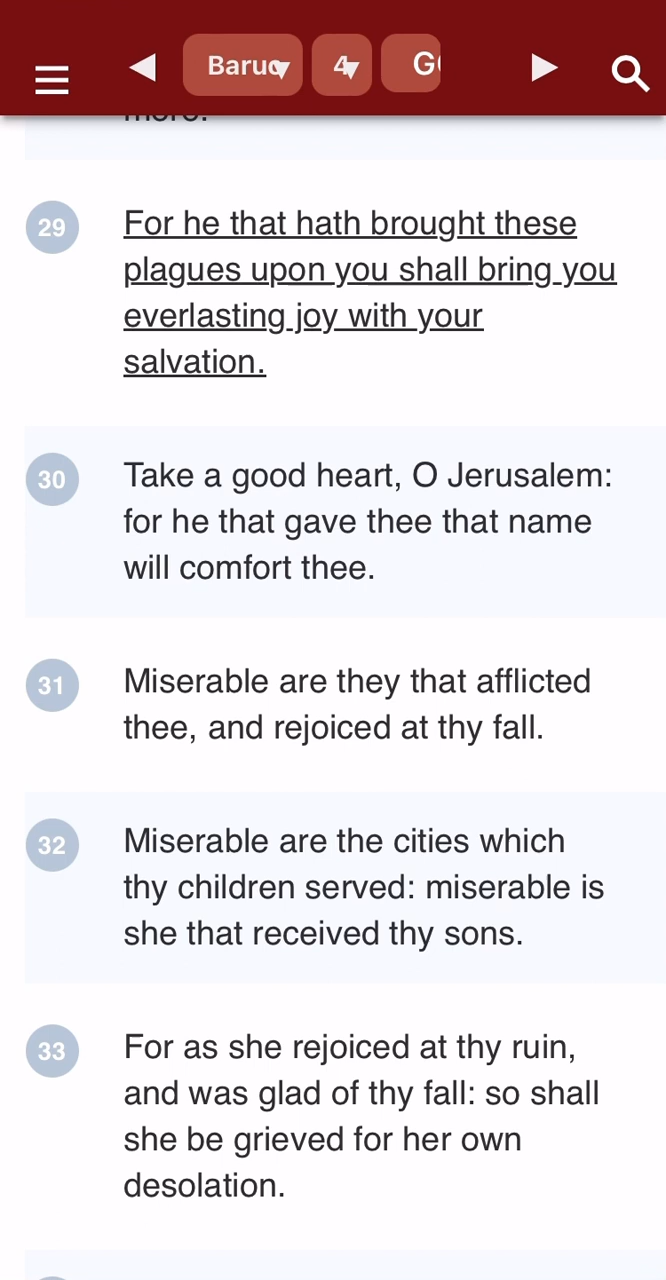 Baruc
4
G
more.
29
For he that hath brought these
plagues upon you shall bring you
everlasting joy with your
salvation.
30
Take a good heart, O Jerusalem:
for he that gave thee that name
will comfort thee.
31
Miserable are they that afflicted
thee, and rejoiced at thy fall.
32
Miserable are the cities which
thy children served: miserable is
she that received thy sons.
33
For as she rejoiced at thy ruin,
and was glad of thy fall: so shall
she be grieved for her own
desolation.